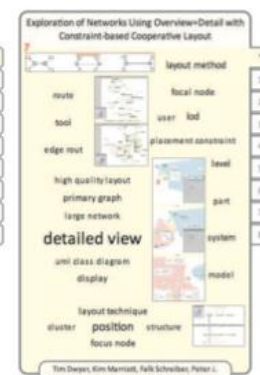 Exploration of Networks Using Overview+Detail with
Constraint-based Cooperative Layout
layout method
route
focal node
tool
user lod
edge rout
placement constraint
level
high quality layout
primary graph
part
large network
detailed view
system
uml class diagram
display
model
layout technique
cluster position structure
focus node
Tim Dwyer, Kim Marriott, Falk Schreiber, Peter J.